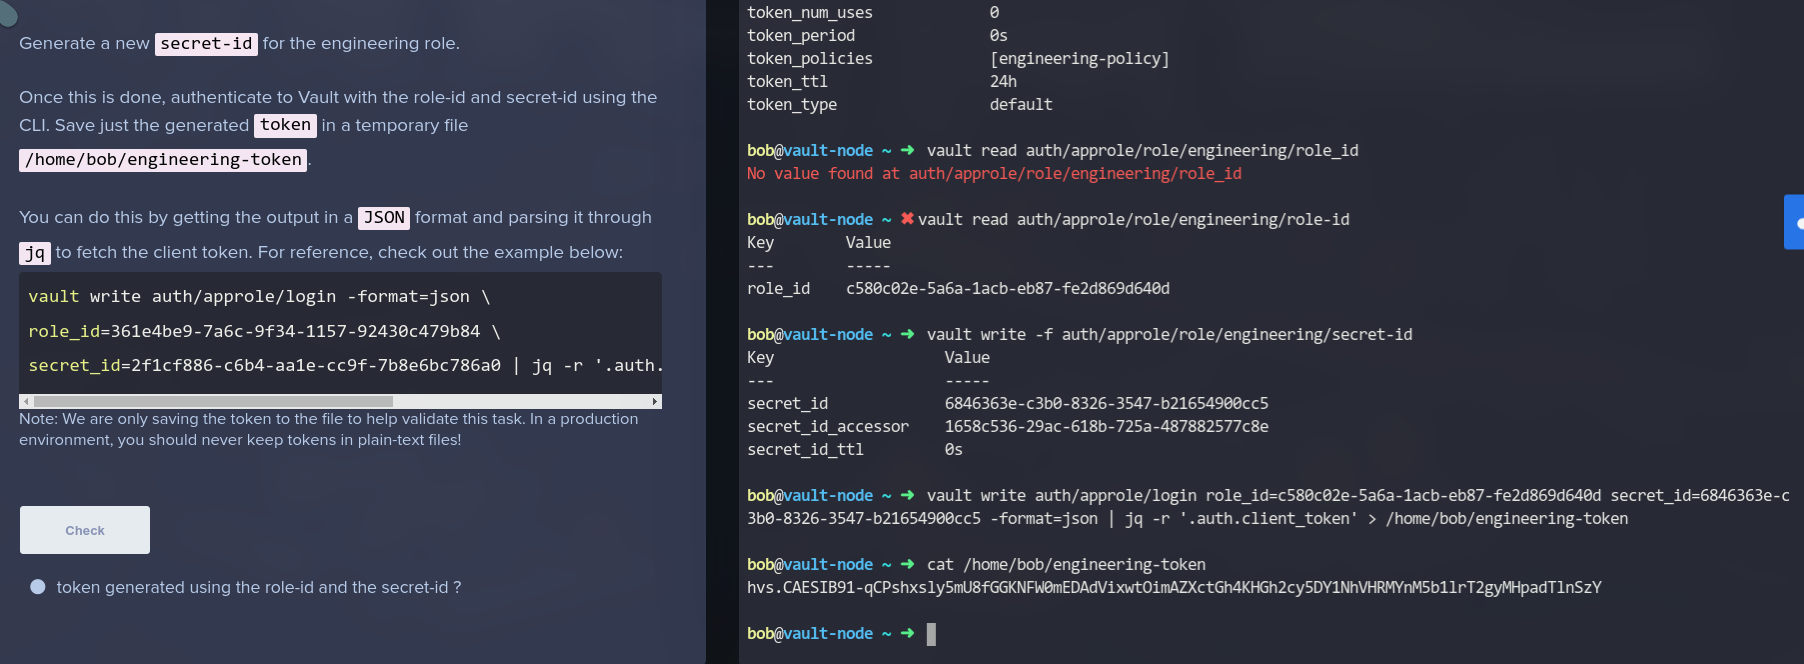 Generate a new secret-id for the engineering role.
Once this is done, authenticate to Vault with the role-id and secret-id using the
CLI. Save just the generated token in a temporary file
/home/bob/engineering-token.
You can do this by getting the output in a JSON format and parsing it through
jq to fetch the client token. For reference, check out the example below:
vault write auth/approle/login -format=json \
role_id=361e4be9-7a6c-9f34-1157-92430c479b84 \
secret_id=2f1cf886-c6b4-aa1e-cc9f-7b8e6bc786a0 | jq -r '.auth.
Note: We are only saving the token to the file to help validate this task. In a production
environment, you should never keep tokens in plain-text files!
Check
token generated using the role-id and the secret-id ?
token_num_uses 0
token_period 0s
token_policies [engineering-policy]
token_ttl 24h
token_type default
bob@vault-node ~ ➜ vault read auth/approle/role/engineering/role_id
No value found at auth/approle/role/engineering/role_id
bob@vault-node ~ ✖ vault read auth/approle/role/engineering/role-id
Key Value
--- -----
role_id c580c02e-5a6a-1acb-eb87-fe2d869d640d
bob@vault-node ~ ➜ vault write -f auth/approle/role/engineering/secret-id
Key Value
--- -----
secret_id 6846363e-c3b0-8326-3547-b21654900cc5
secret_id_accessor 1658c536-29ac-618b-725a-487882577c8e
secret_id_ttl 0s
bob@vault-node ~ ➜ vault write auth/approle/login role_id=c580c02e-5a6a-1acb-eb87-fe2d869d640d secret_id=6846363e-c
3b0-8326-3547-b21654900cc5 -format=json | jq -r '.auth.client_token' > /home/bob/engineering-token
bob@vault-node ~ ➜ cat /home/bob/engineering-token
hvs.CAESIB91-qCPshxsly5mU8fGGKNFW0mEDAdVixwtOimAZXctGh4KHGh2cy5DY1NhVHRMYnM5b1lrT2gyMHpadTlnSzY
bob@vault-node ~ ➜